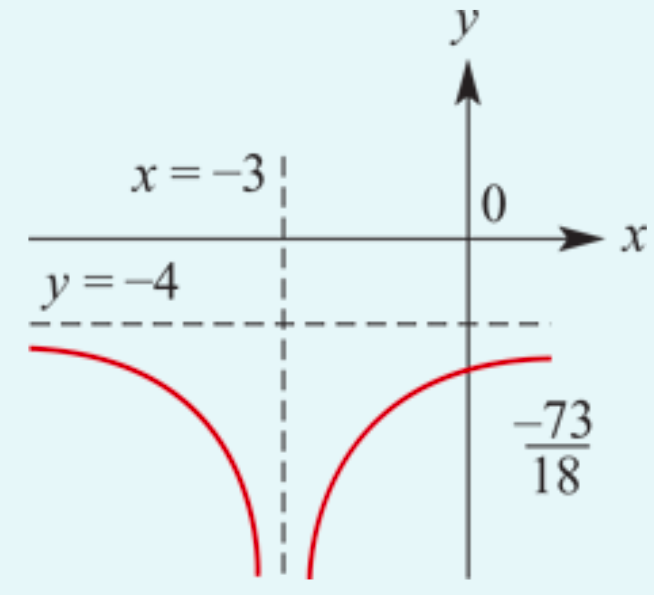 y
x = −3
0
x
y = −4
−73
18